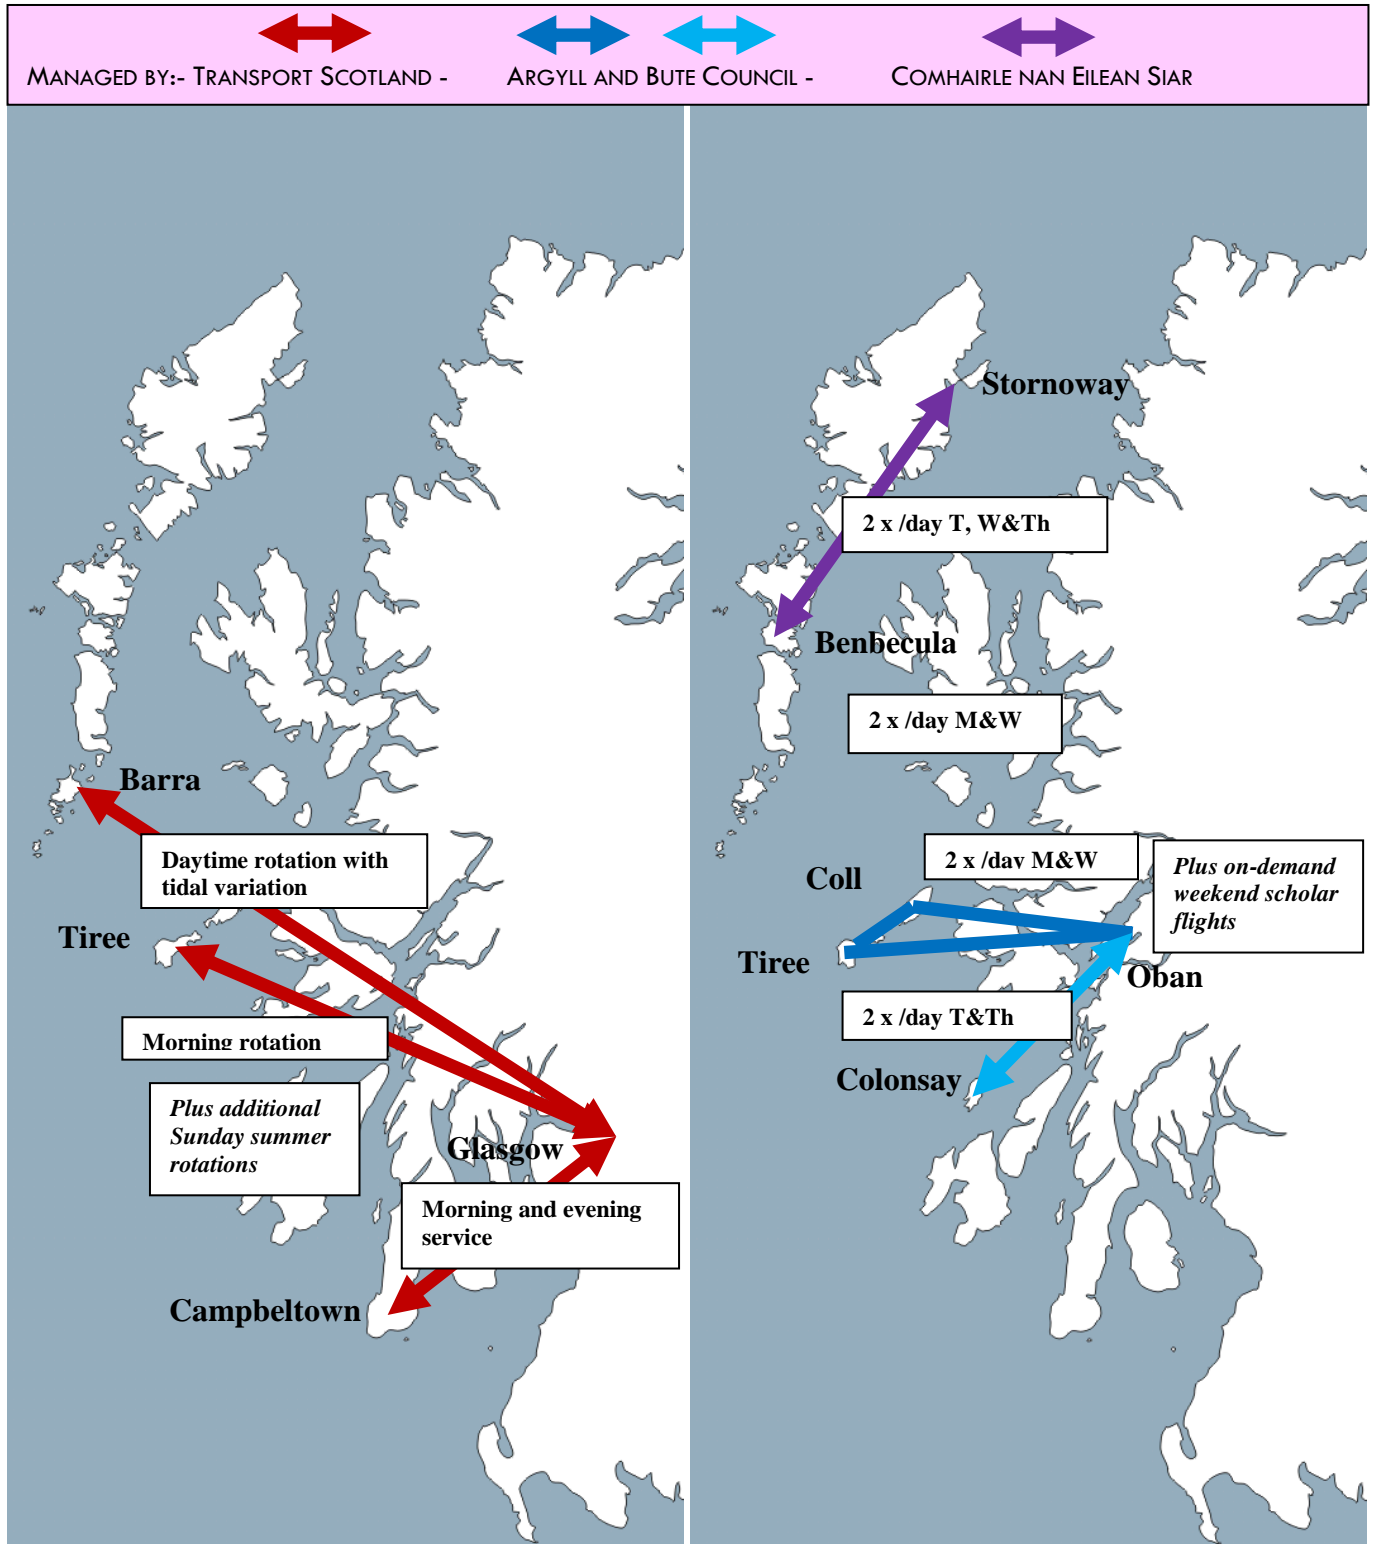 MANAGED BY:- TRANSPORT SCOTLAND - ARGYLL AND BUTE COUNCIL - COMHAIRLE NAN EILEAN SIAR
Barra
Daytime rotation with
tidal variation
Tiree
Morning rotation
Plus additional
Sunday summer
rotations
Glasgow
Morning and evening
service
Campbeltown
Stornoway
2 x /day T, W&Th
Benbecula
2 x /day M&W
2 x /day M&W
Plus on-demand
weekend scholar
flights
Coll
Tiree
Oban
2 x /day T&Th
Colonsay